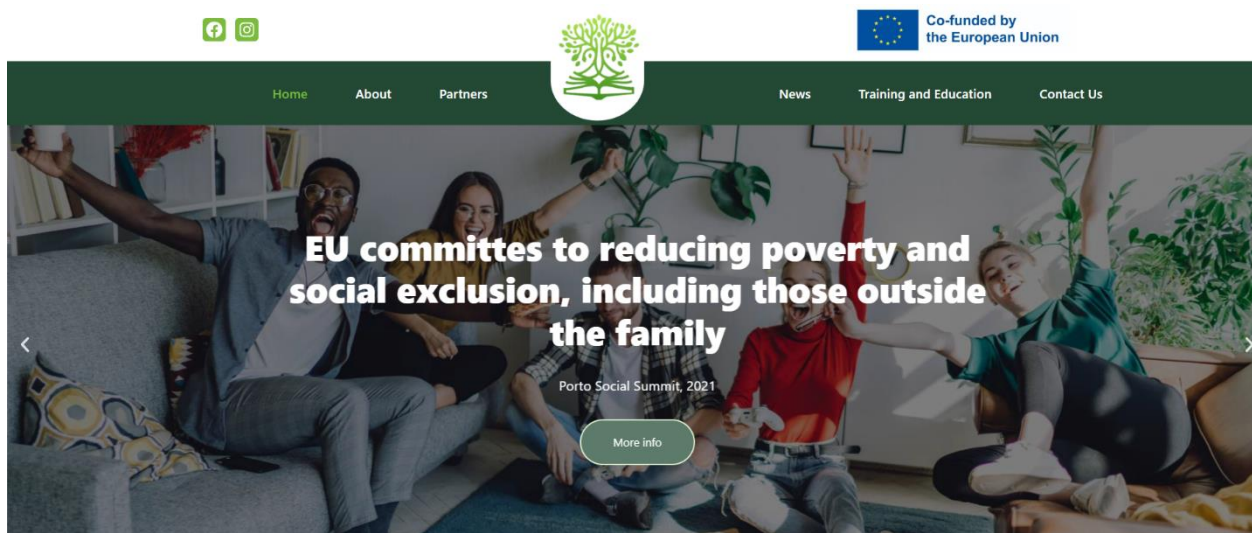 Co-funded by
the European Union
Home About Partners News Training and Education Contact Us
EU committes to reducing poverty and
social exclusion, including those outside
the family
Porto Social Summit, 2021
More info